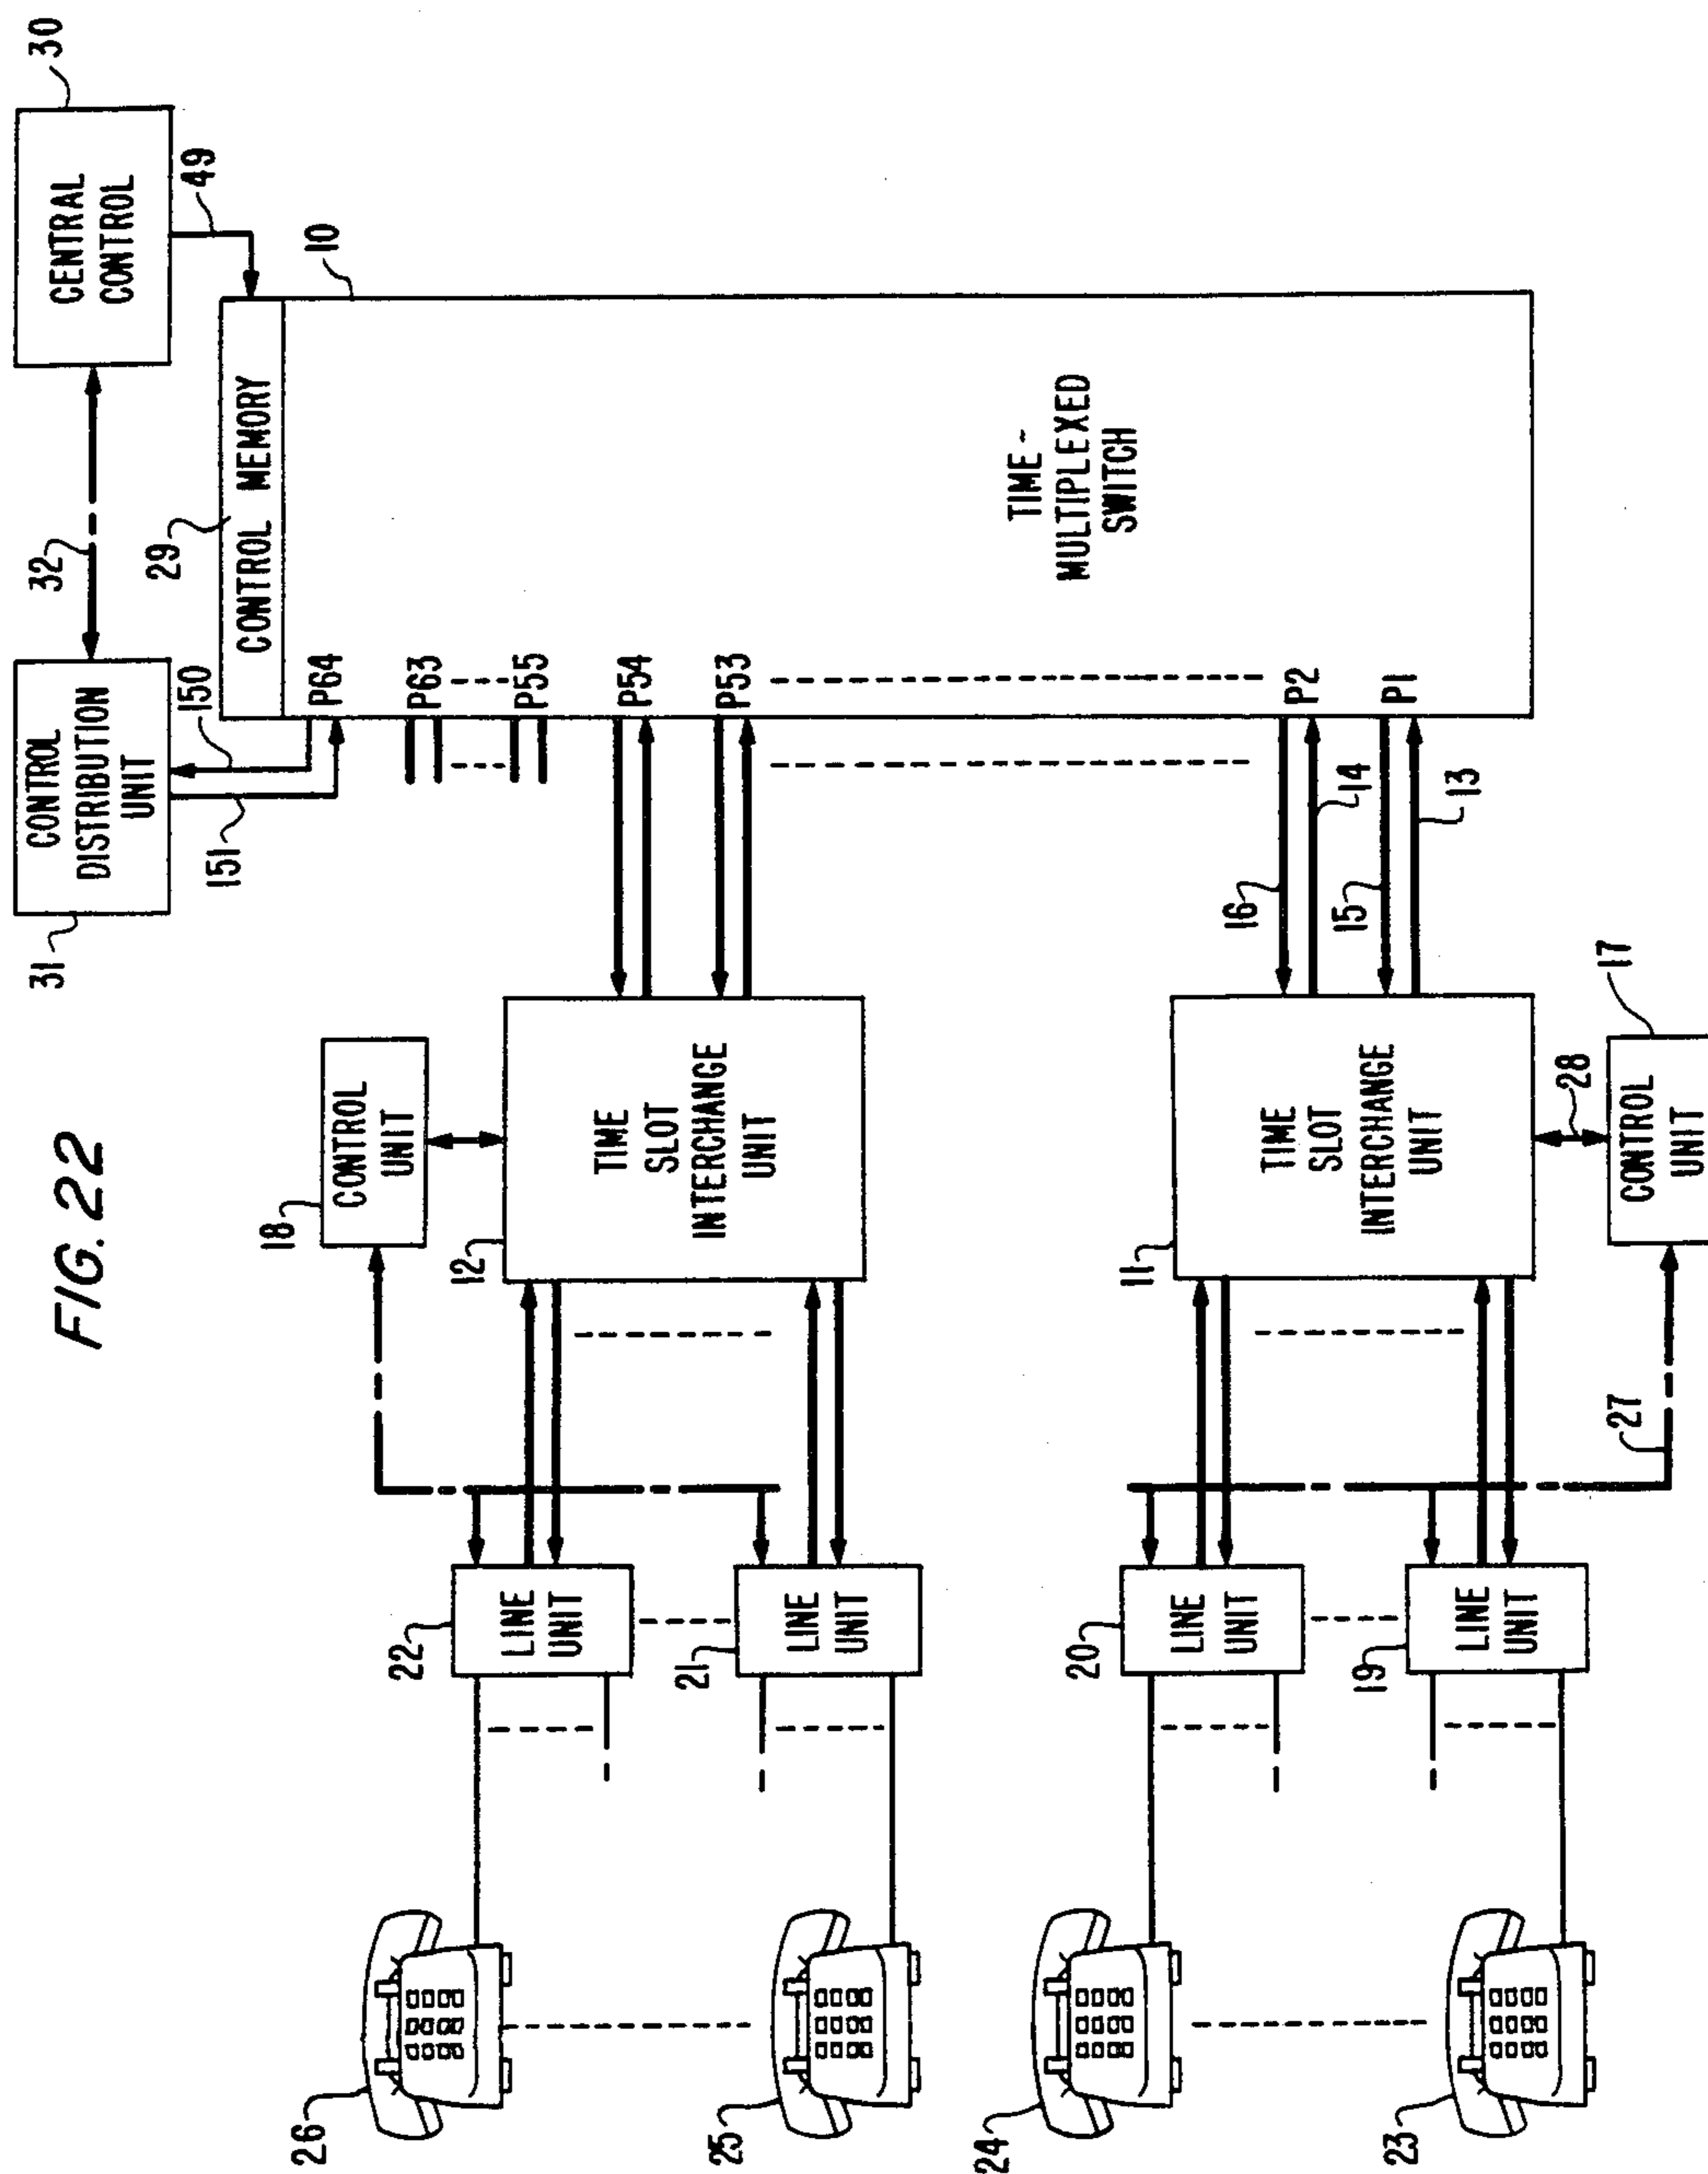 FIG. 22
31
CONTROL
DISTRIBUTION
UNIT
32
CENTRAL
CONTROL
30
151
150
49
29
CONTROL MEMORY
10
P64
P63
P55
P54
P53
P2
P1
TIME-
MULTIPLEXED
SWITCH
18
CONTROL
UNIT
12
TIME
SLOT
INTERCHANGE
UNIT
26
22
LINE
UNIT
25
21
LINE
UNIT
16
14
15
13
11
TIME
SLOT
INTERCHANGE
UNIT
24
20
LINE
UNIT
23
19
LINE
UNIT
27
28
17
CONTROL
UNIT